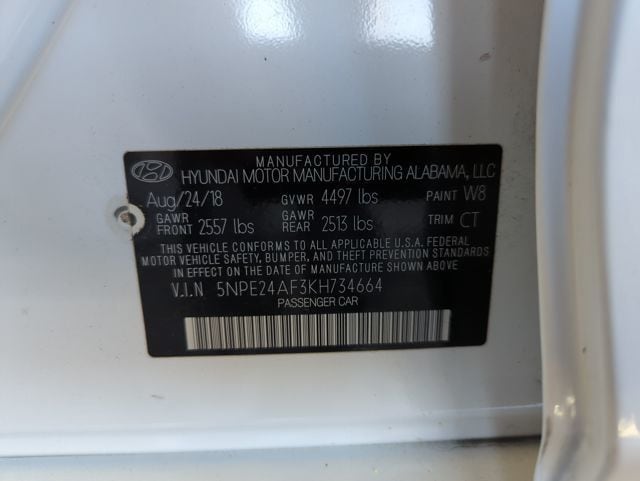 MANUFACTURED BY
HYUNDAI MOTOR MANUFACTURING ALABAMA, LLC
Aug/24/18 GVWR 4497 lbs PAINT W8
GAWR FRONT 2557 lbs GAWR REAR 2513 lbs TRIM CT
THIS VEHICLE CONFORMS TO ALL APPLICABLE U.S.A. FEDERAL
MOTOR VEHICLE SAFETY, BUMPER, AND THEFT PREVENTION STANDARDS
IN EFFECT ON THE DATE OF MANUFACTURE SHOWN ABOVE.
V.I.N 5NPE24AF3KH734664
PASSENGER CAR